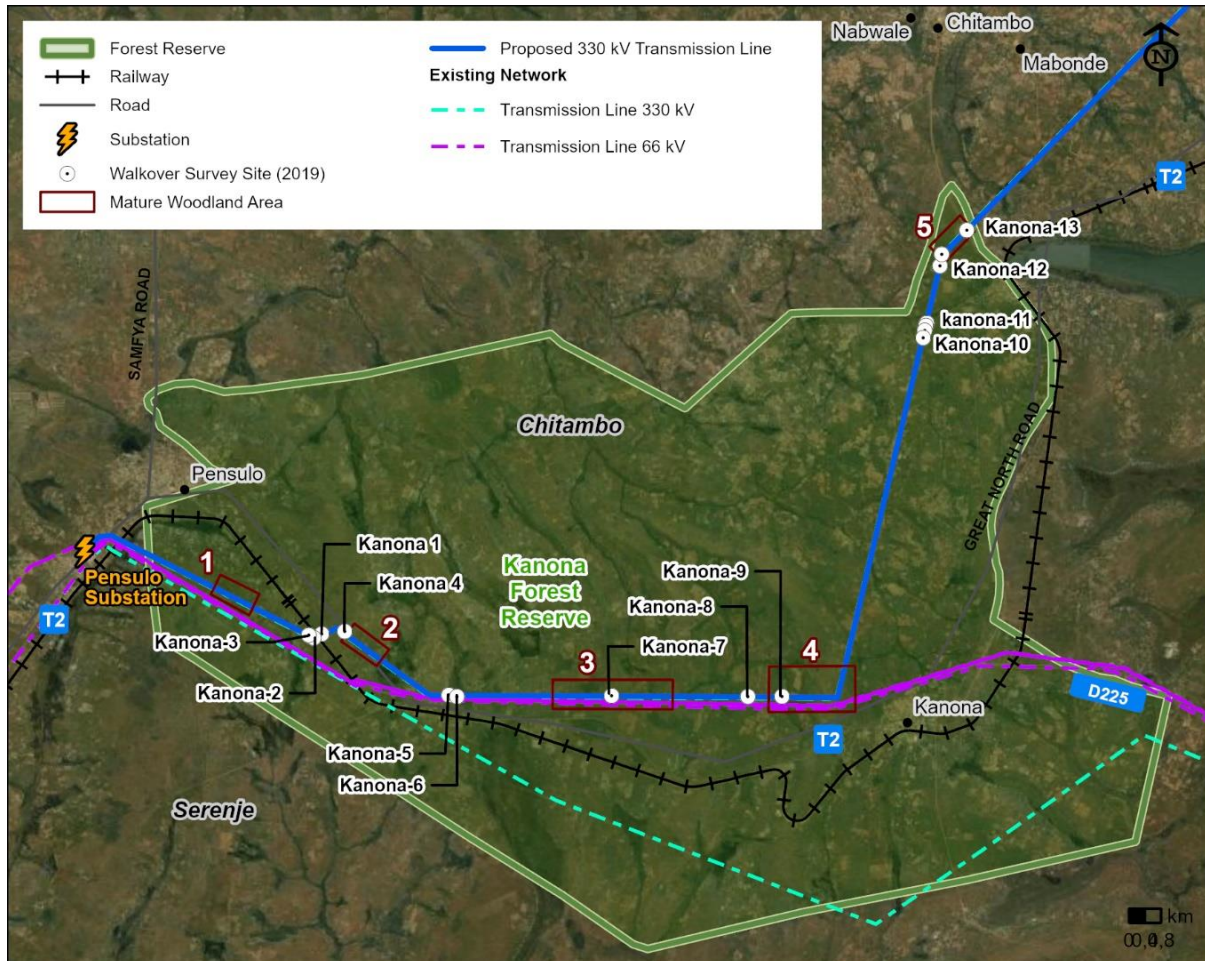 Forest Reserve
Railway
Road
Substation
Walkover Survey Site (2019)
Mature Woodland Area
Proposed 330 kV Transmission Line
Existing Network
Transmission Line 330 kV
Transmission Line 66 kV
Nabwale
Chitambo
Mabonde
N
T2
5
Kanona-13
Kanona-12
kanona-11
Kanona-10
SAMFYA ROAD
Chitambo
Pensulo
GREAT NORTH ROAD
Pensulo
Substation
T2
1
Kanona 1
Kanona 4
2
Kanona-3
Kanona-2
Kanona
Forest
Reserve
Kanona-9
Kanona-8
Kanona-7
3
4
Kanona-5
Kanona-6
T2
Kanona
D225
Serenje
km